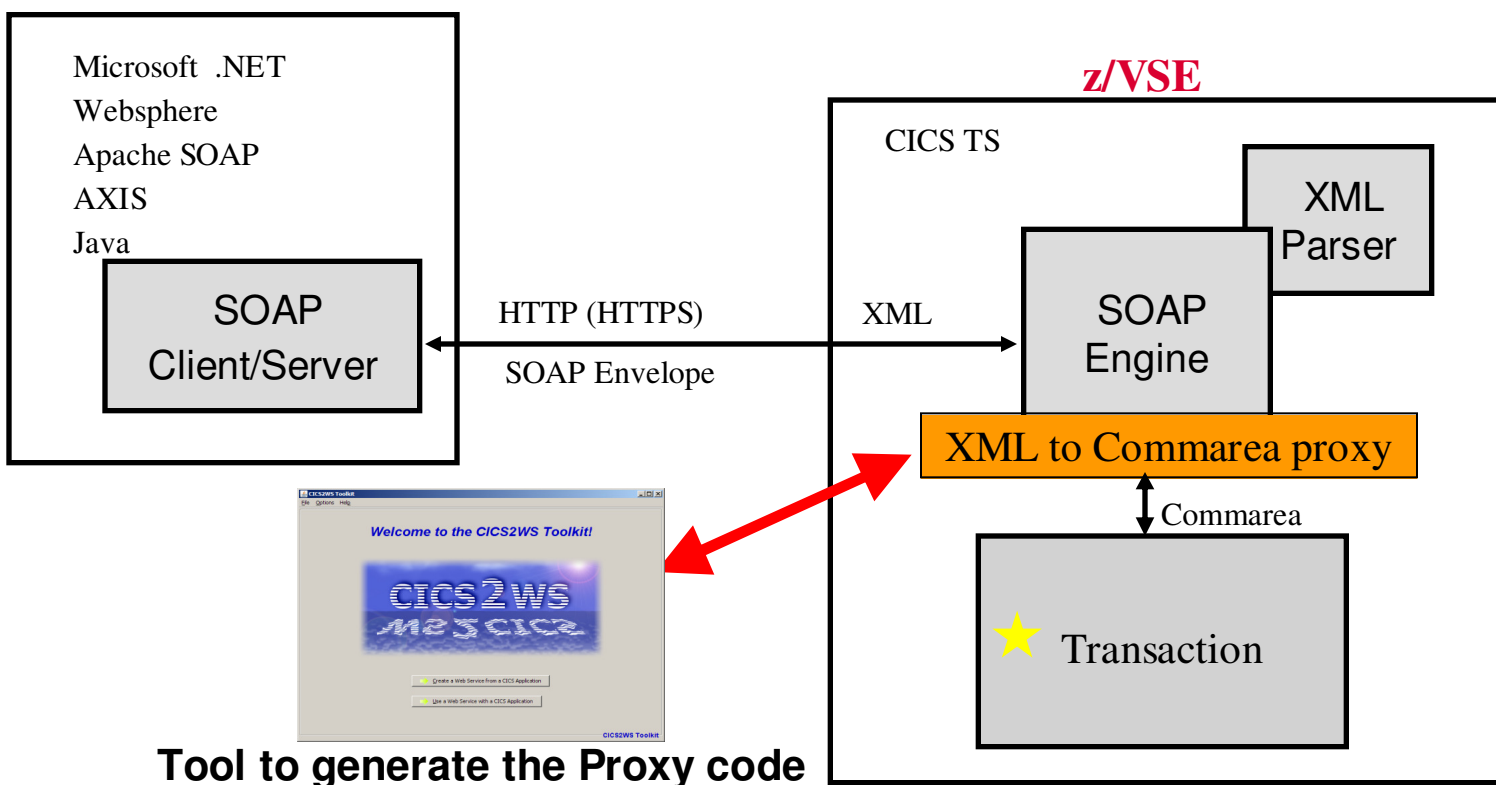 Microsoft .NET
Websphere
Apache SOAP
AXIS
Java
SOAP
Client/Server
HTTP (HTTPS)
SOAP Envelope
z/VSE
CICS TS
XML
Parser
XML
SOAP
Engine
XML to Commarea proxy
Commarea
Transaction
CICS2WS Toolkit
File Options Help
Welcome to the CICS2WS Toolkit!
CICS2WS
Create a Web Service from a CICS Application
Use a Web Service with a CICS Application
CICS2WS Toolkit
Tool to generate the Proxy code